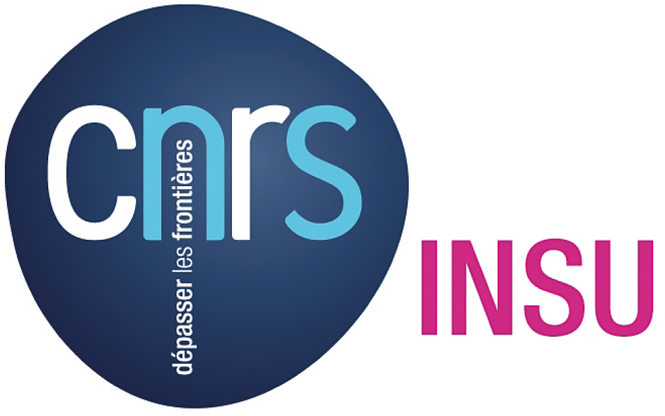 cnrs
dépasser les frontières
INSU